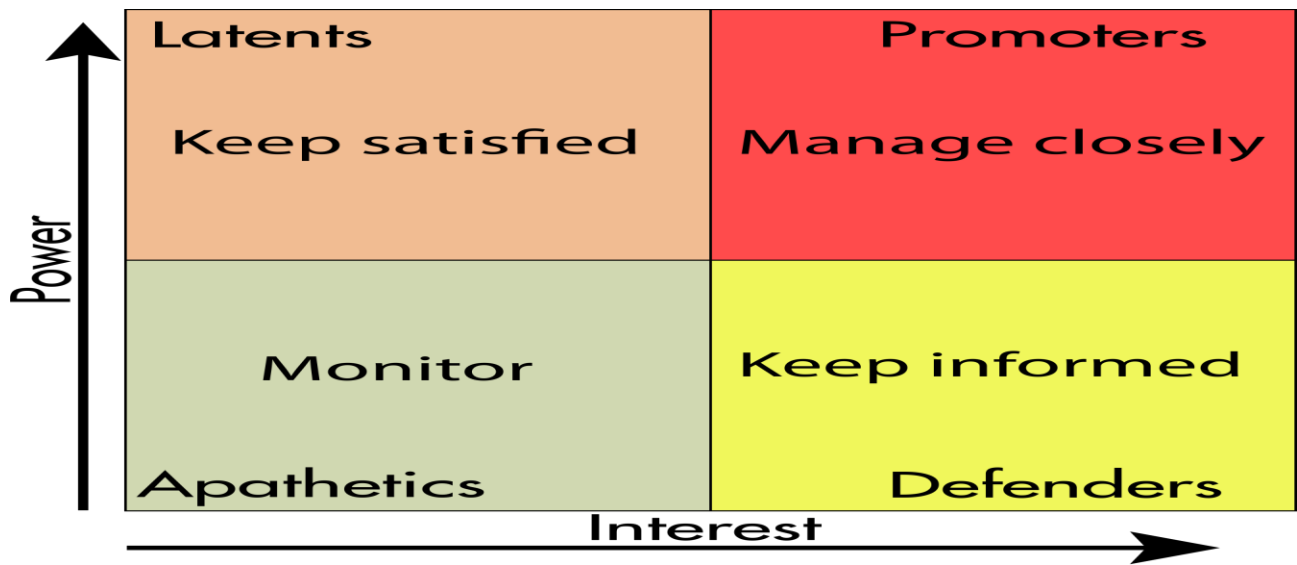 Latents
Promoters
Keep satisfied
Manage closely
Power
Monitor
Keep informed
Apathetics
Defenders
Interest